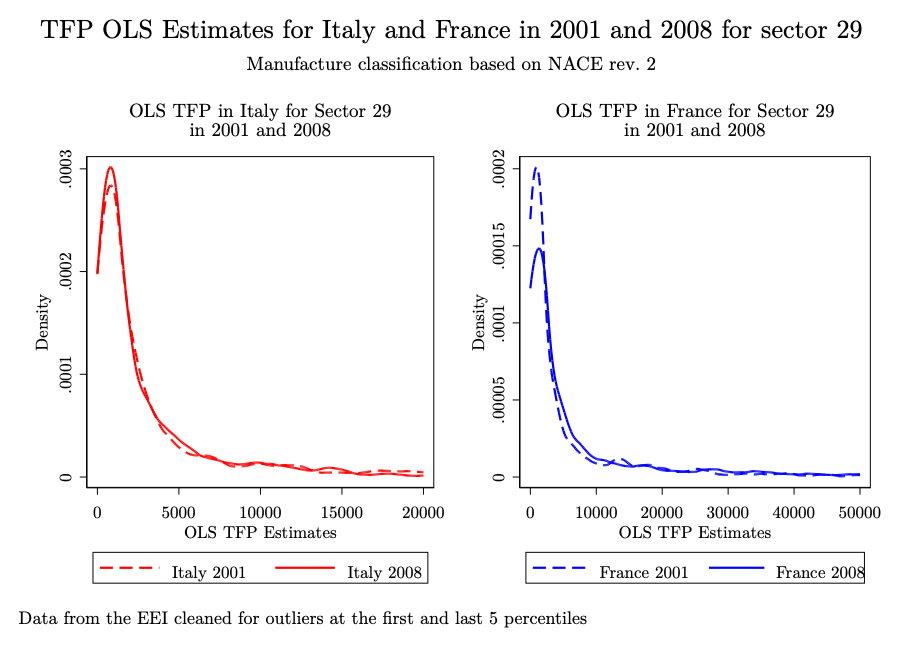 TFP OLS Estimates for Italy and France in 2001 and 2008 for sector 29
Manufacture classification based on NACE rev. 2
OLS TFP in Italy for Sector 29
in 2001 and 2008
Density
0
.0001
.0002
.0003
0 5000 10000 15000 20000
OLS TFP Estimates
Italy 2001 Italy 2008
OLS TFP in France for Sector 29
in 2001 and 2008
Density
0
.00005
.0001
.00015
.0002
0 10000 20000 30000 40000 50000
OLS TFP Estimates
France 2001 France 2008
Data from the EEI cleaned for outliers at the first and last 5 percentiles